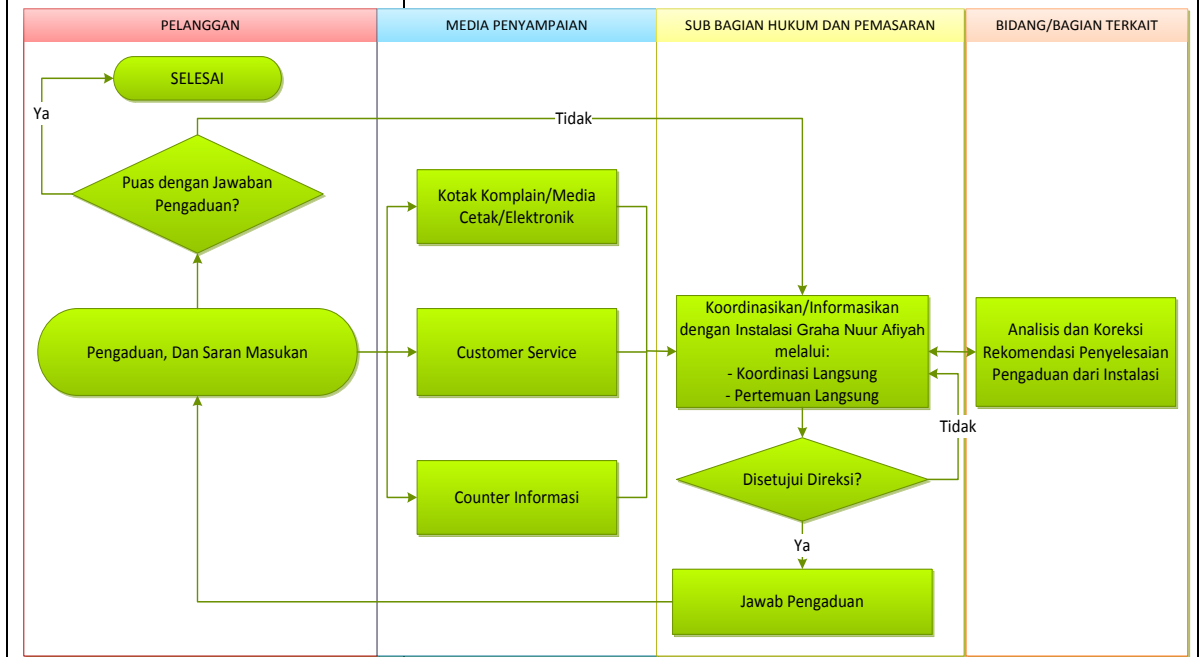 PELANGGAN
MEDIA PENYAMPAIAN
SUB BAGIAN HUKUM DAN PEMASARAN
BIDANG/BAGIAN TERKAIT
SELESAI
Ya
Tidak
Puas dengan Jawaban
Pengaduan?
Kotak Komplain/Media
Cetak/Elektronik
Pengaduan, Dan Saran Masukan
Customer Service
Koordinasikan/Informasikan
dengan Instalasi Graha Nuur Afiyah
melalui:
- Koordinasi Langsung
- Pertemuan Langsung
Analisis dan Koreksi
Rekomendasi Penyelesaian
Pengaduan dari Instalasi
Tidak
Counter Informasi
Disetujui Direksi?
Ya
Jawab Pengaduan